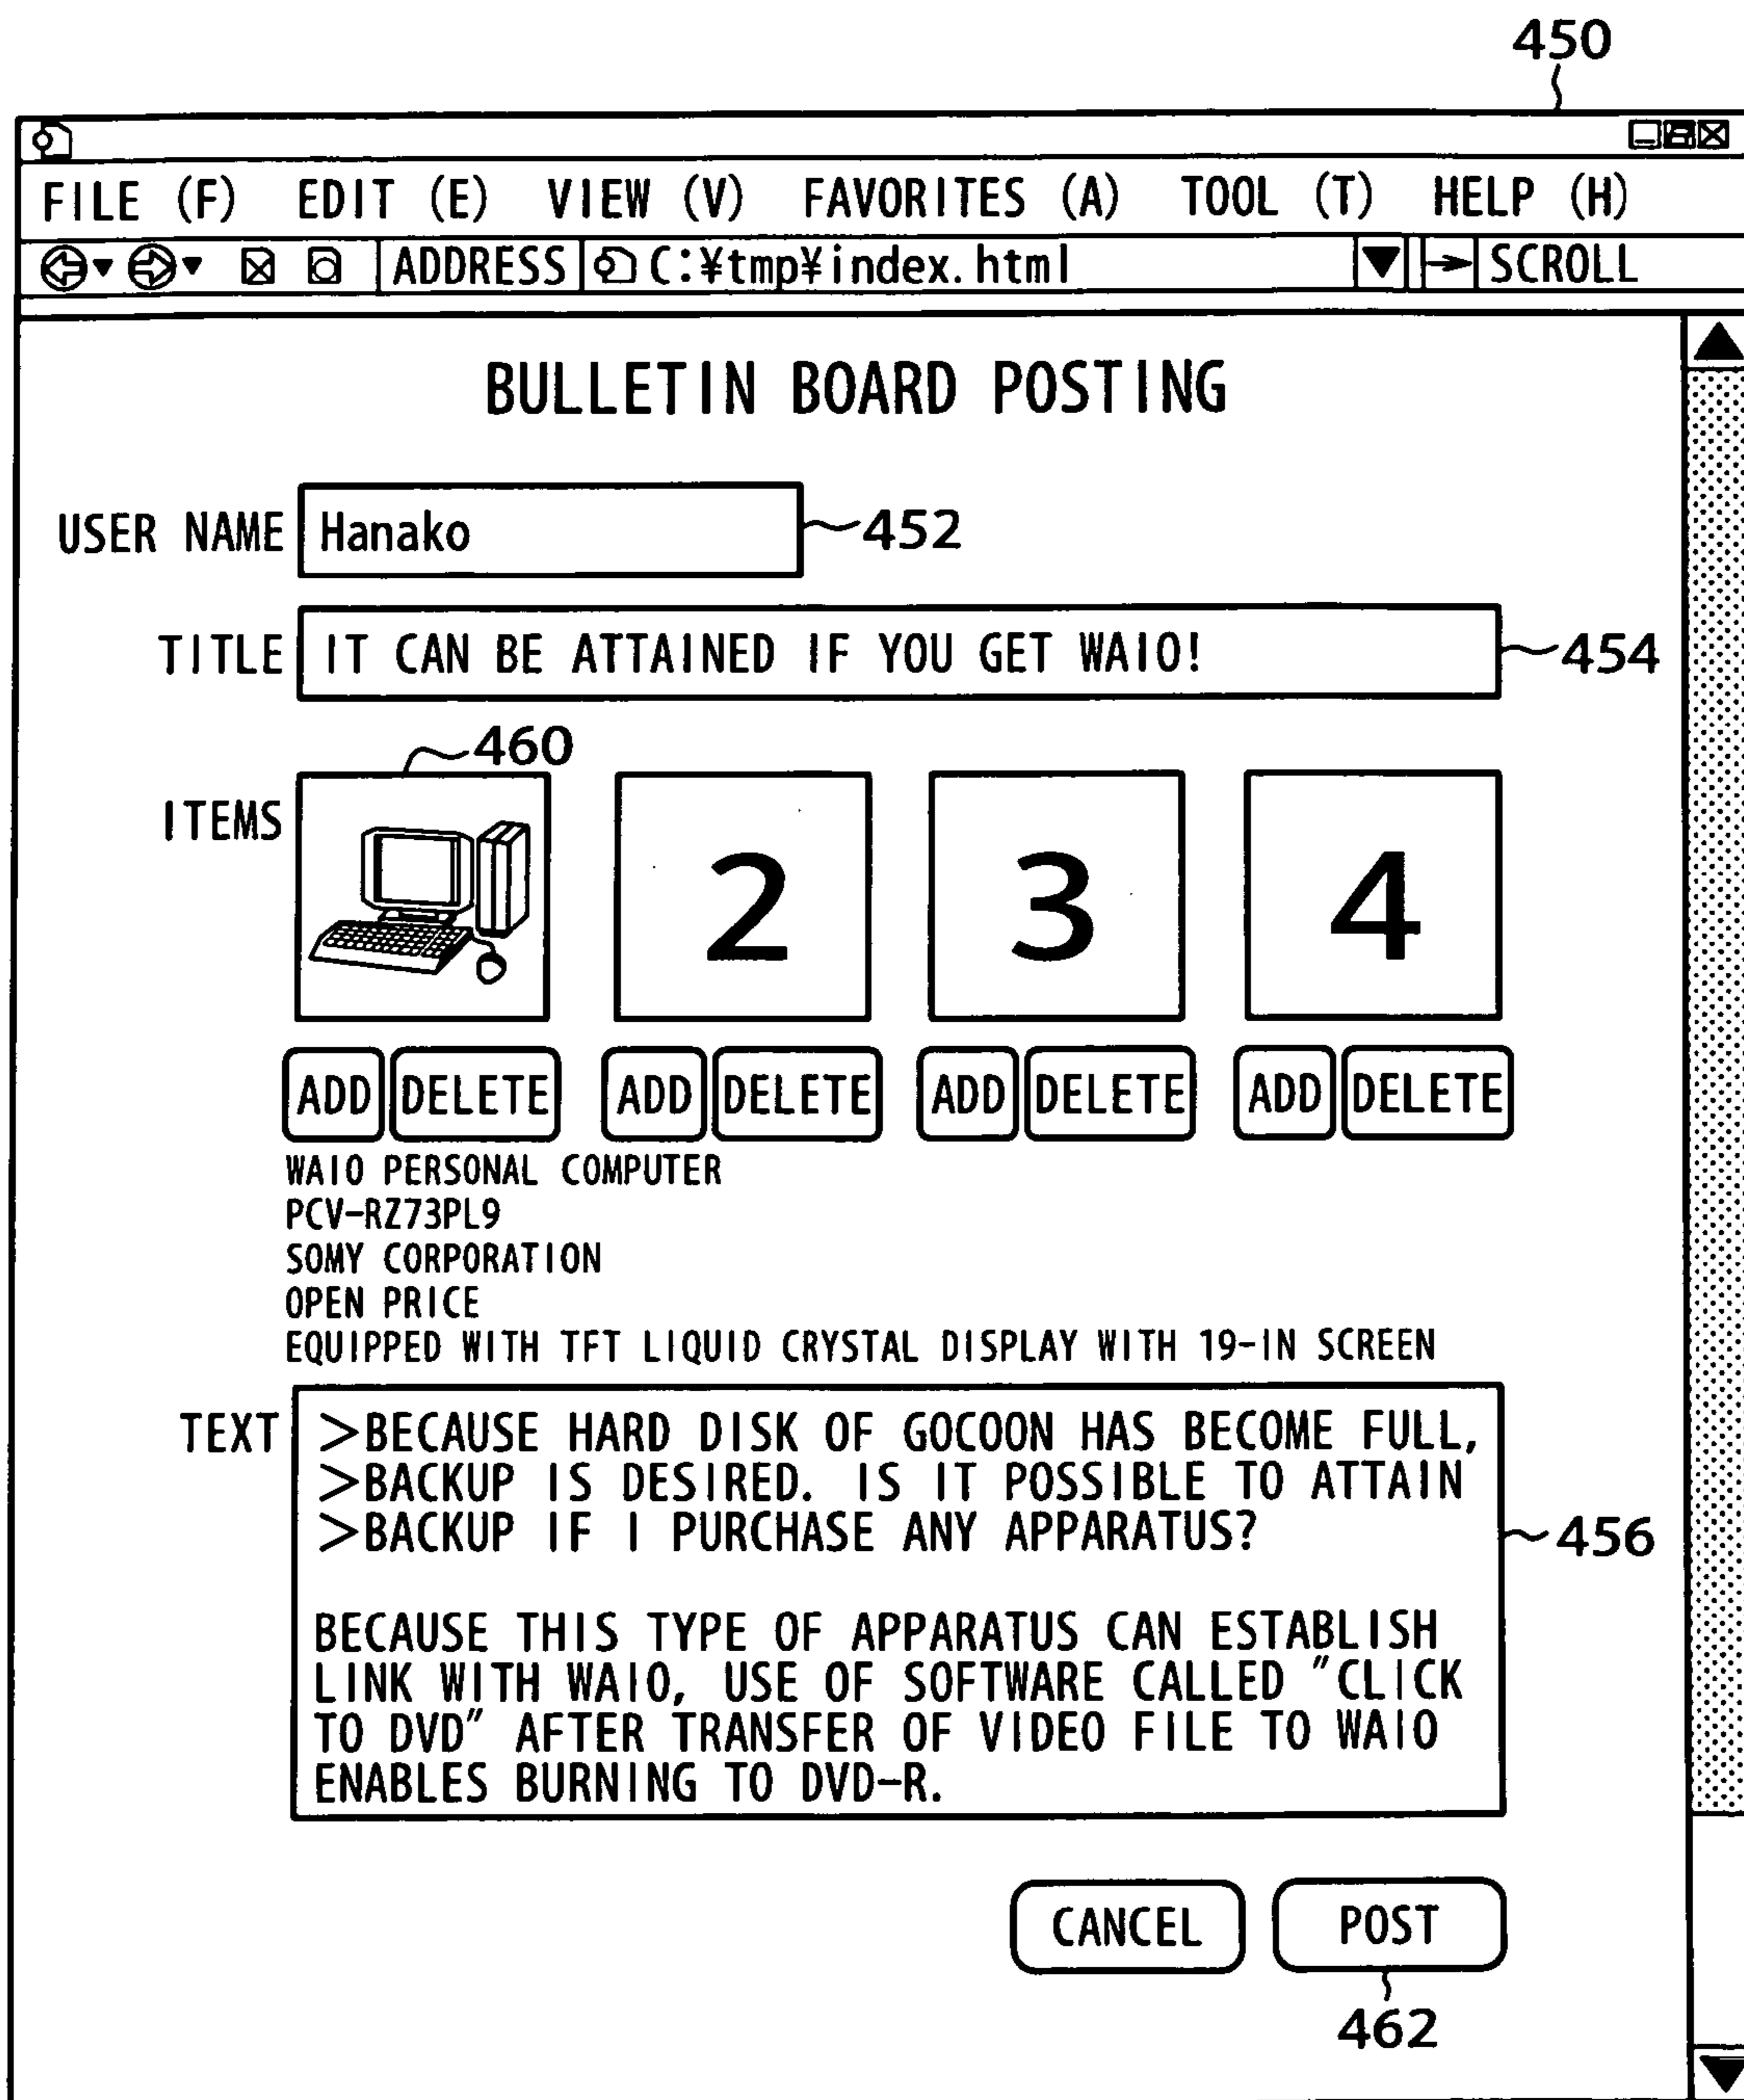 450
FILE (F) EDIT (E) VIEW (V) FAVORITES (A) TOOL (T) HELP (H)
ADDRESS C:¥tmp¥index.html SCROLL
BULLETIN BOARD POSTING
USER NAME Hanako 452
TITLE IT CAN BE ATTAINED IF YOU GET WAIO! 454
460
ITEMS 2 3 4
ADD DELETE ADD DELETE ADD DELETE ADD DELETE
WAIO PERSONAL COMPUTER
PCV-RZ73PL9
SOMY CORPORATION
OPEN PRICE
EQUIPPED WITH TFT LIQUID CRYSTAL DISPLAY WITH 19-IN SCREEN
TEXT >BECAUSE HARD DISK OF GOCOON HAS BECOME FULL,
>BACKUP IS DESIRED. IS IT POSSIBLE TO ATTAIN
>BACKUP IF I PURCHASE ANY APPARATUS?
456
BECAUSE THIS TYPE OF APPARATUS CAN ESTABLISH
LINK WITH WAIO, USE OF SOFTWARE CALLED "CLICK
TO DVD" AFTER TRANSFER OF VIDEO FILE TO WAIO
ENABLES BURNING TO DVD-R.
CANCEL POST
462